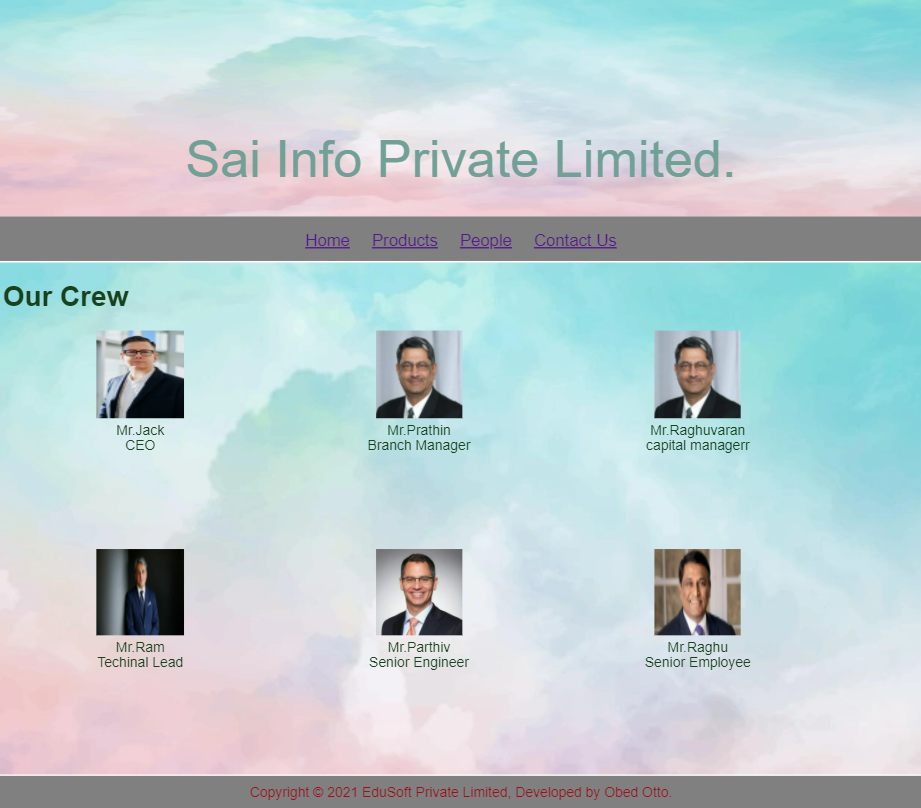 Sai Info Private Limited.
Home Products People Contact Us
Our Crew
Mr.Jack
CEO
Mr.Prathin
Branch Manager
Mr.Raghuvaran
capital managerr
Mr.Ram
Techinal Lead
Mr.Parthiv
Senior Engineer
Mr.Raghu
Senior Employee
Copyright © 2021 EduSoft Private Limited, Developed by Obed Otto.